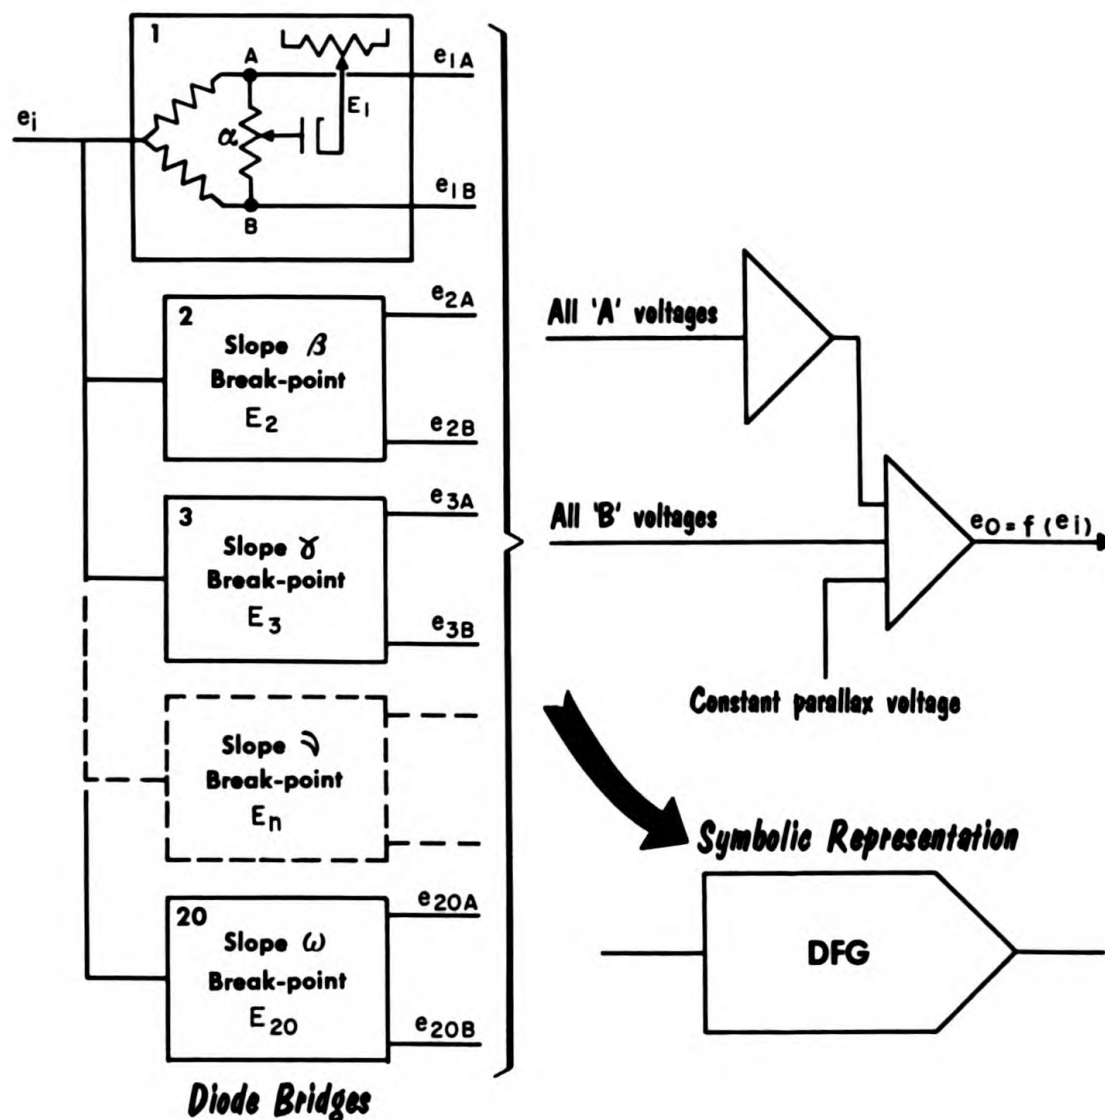 1
A
e1A
E1
ei
α
e1B
B
2
Slope β
Break-point
E2
e2A
e2B
All 'A' voltages
3
Slope γ
Break-point
E3
e3A
e3B
All 'B' voltages
eO = f (ei)
Constant parallax voltage
Slope
Break-point
En
Symbolic Representation
20
Slope ω
Break-point
E20
e20A
e20B
DFG
Diode Bridges